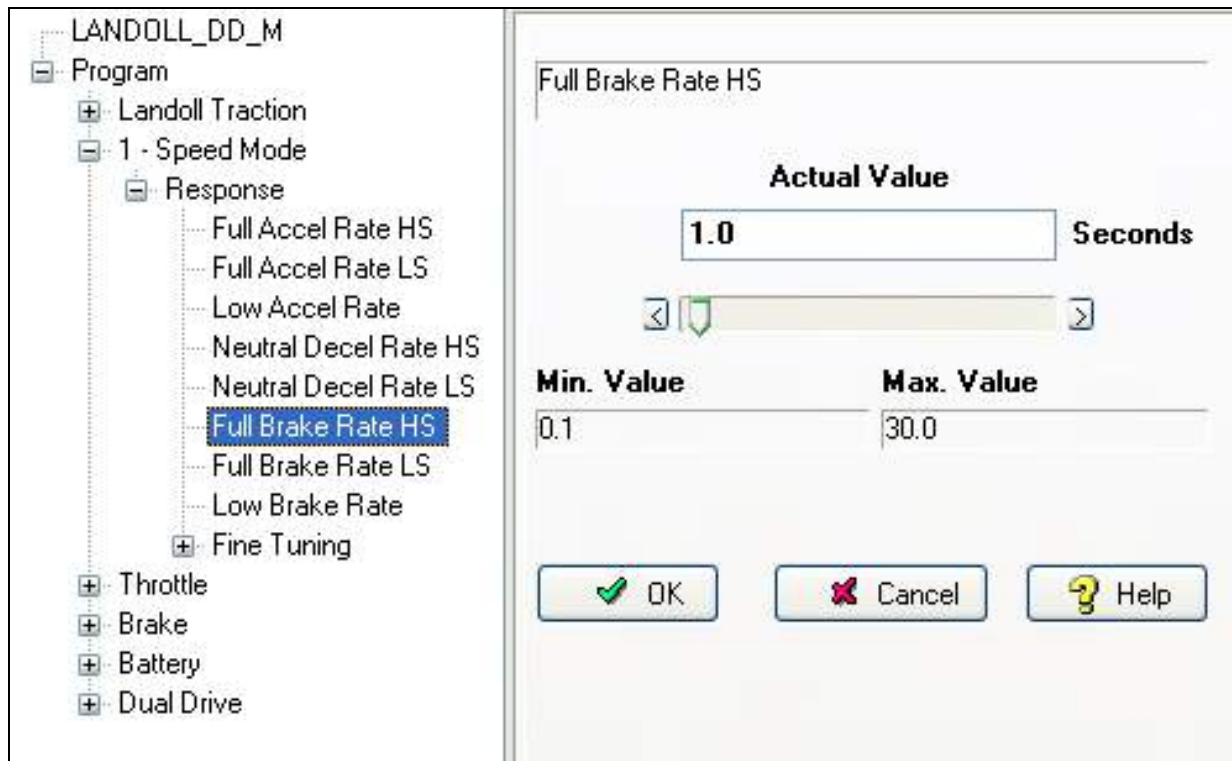 LANDOLL_DD_M
Program
Landoll Traction
1 - Speed Mode
Response
Full Accel Rate HS
Full Accel Rate LS
Low Accel Rate
Neutral Decel Rate HS
Neutral Decel Rate LS
Full Brake Rate HS
Full Brake Rate LS
Low Brake Rate
Fine Tuning
Throttle
Brake
Battery
Dual Drive
Full Brake Rate HS
Actual Value
1.0 Seconds
Min. Value Max. Value
0.1 30.0
OK Cancel Help